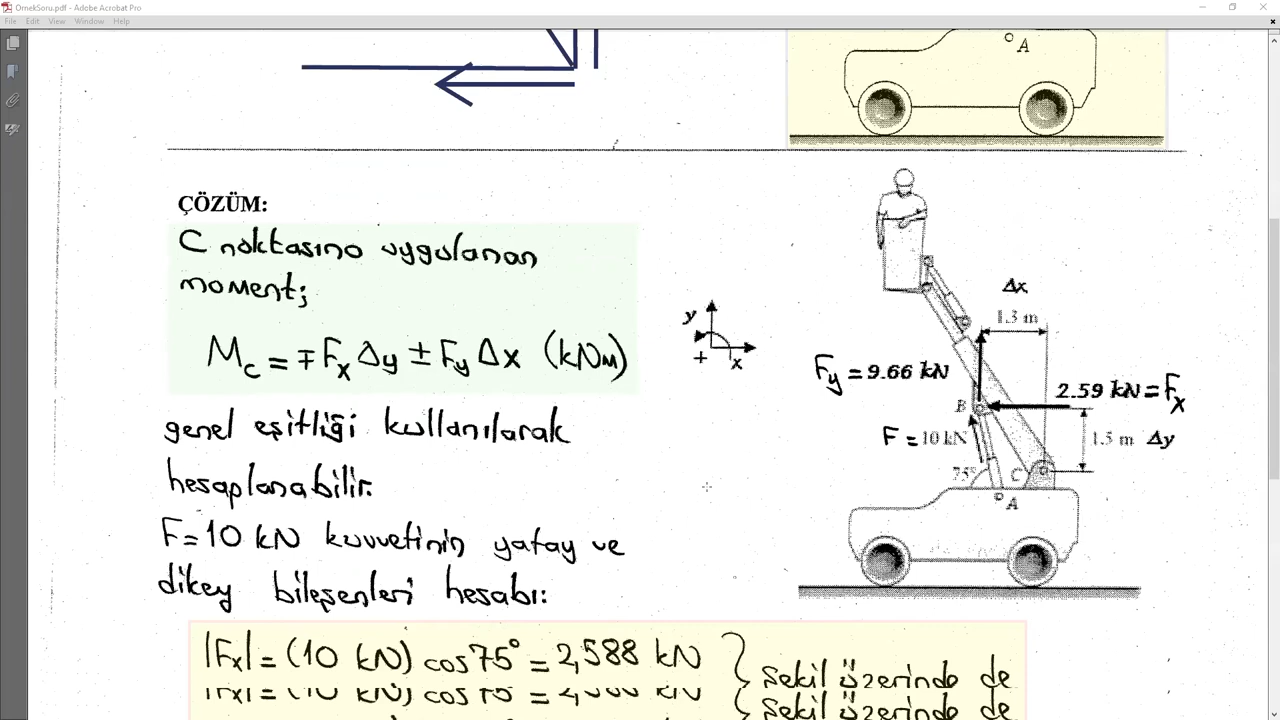 OrnekSoru.pdf - Adobe Acrobat Pro
File Edit View Window Help
A
ÇÖZÜM:
C noktasına uygulanan
moment;
M_C = ∓ F_x Δy ± F_y Δx (kNm)
genel eşitliği kullanılarak
hesaplanabilir.
F = 10 kN kuvvetinin yatay ve
dikey bileşenleri hesabı:
|F_x| = (10 kN) cos 75° = 2,588 kN } Şekil üzerinde de
y
+ x
Δx
1.3 m
F_y = 9.66 kN
2.59 kN = F_x
B
F = 10 kN
1.5 m Δy
75°
C
A